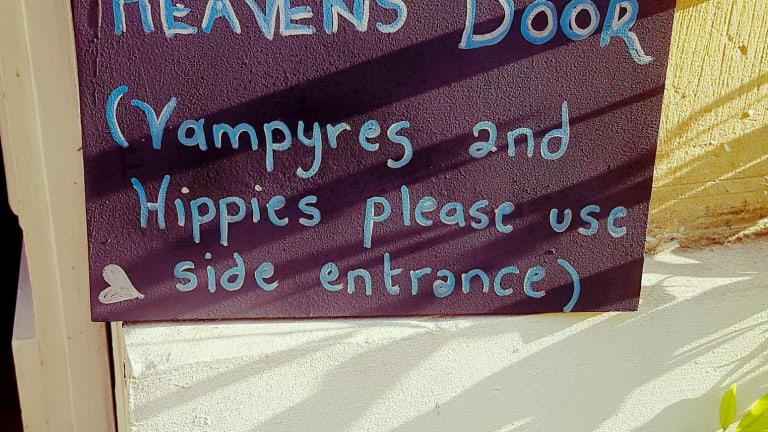 HEAVENS DOOR
(Vampyres and
Hippies please use
side entrance)